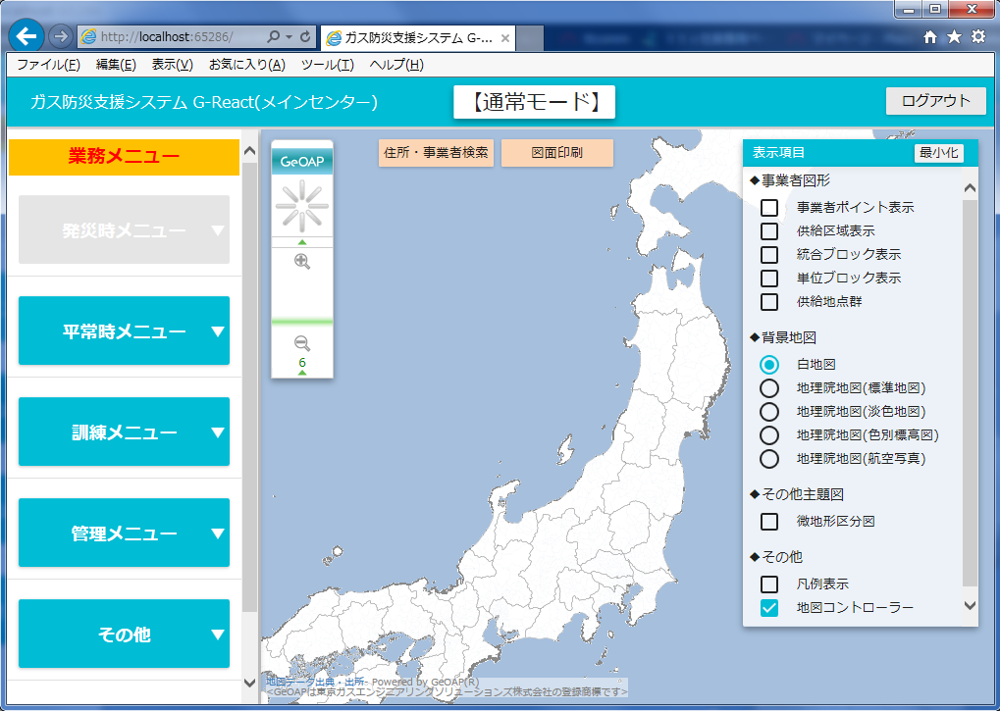 http://localhost:65286/
ガス防災支援システム G-...
ファイル(F) 編集(E) 表示(V) お気に入り(A) ツール(T) ヘルプ(H)
ガス防災支援システム G-React(メインセンター)
【通常モード】
ログアウト
業務メニュー
発災時メニュー
平常時メニュー
訓練メニュー
管理メニュー
その他
GeOAP
6
住所・事業者検索
図面印刷
表示項目
最小化
◆事業者図形
事業者ポイント表示
供給区域表示
統合ブロック表示
単位ブロック表示
供給地点群
◆背景地図
白地図
地理院地図(標準地図)
地理院地図(淡色地図)
地理院地図(色別標高図)
地理院地図(航空写真)
◆その他主題図
微地形区分図
◆その他
凡例表示
地図コントローラー
地図データ出典・出所- Powered by GeOAP(R)
<GeOAPは東京ガスエンジニアリングソリューションズ株式会社の登録商標です>